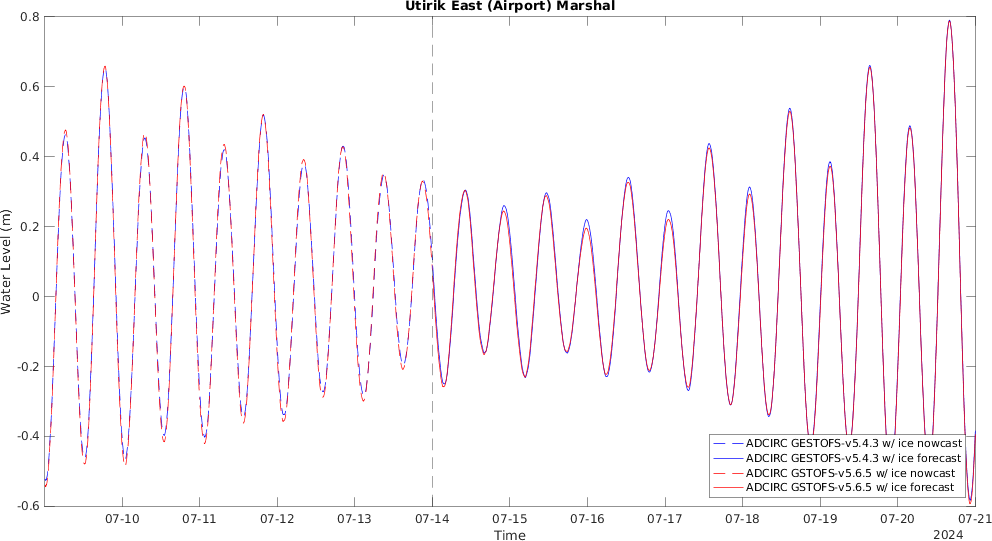 Utirik East (Airport) Marshal
Water Level (m)
0.8
0.6
0.4
0.2
0
-0.2
-0.4
-0.6
ADCIRC GESTOFS-v5.4.3 w/ ice nowcast
ADCIRC GESTOFS-v5.4.3 w/ ice forecast
ADCIRC GSTOFS-v5.6.5 w/ ice nowcast
ADCIRC GSTOFS-v5.6.5 w/ ice forecast
07-10 07-11 07-12 07-13 07-14 07-15 07-16 07-17 07-18 07-19 07-20 07-21
Time
2024